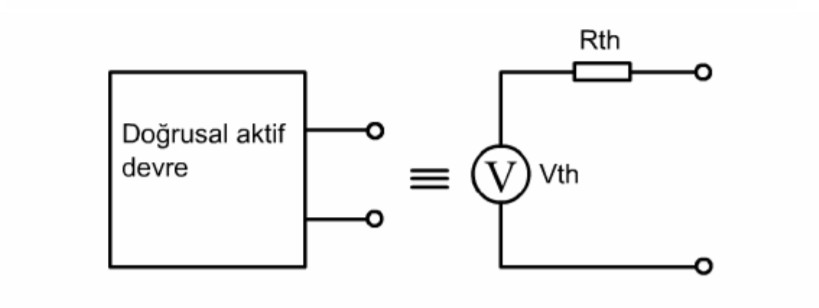 Doğrusal aktif
devre
Rth
V
Vth